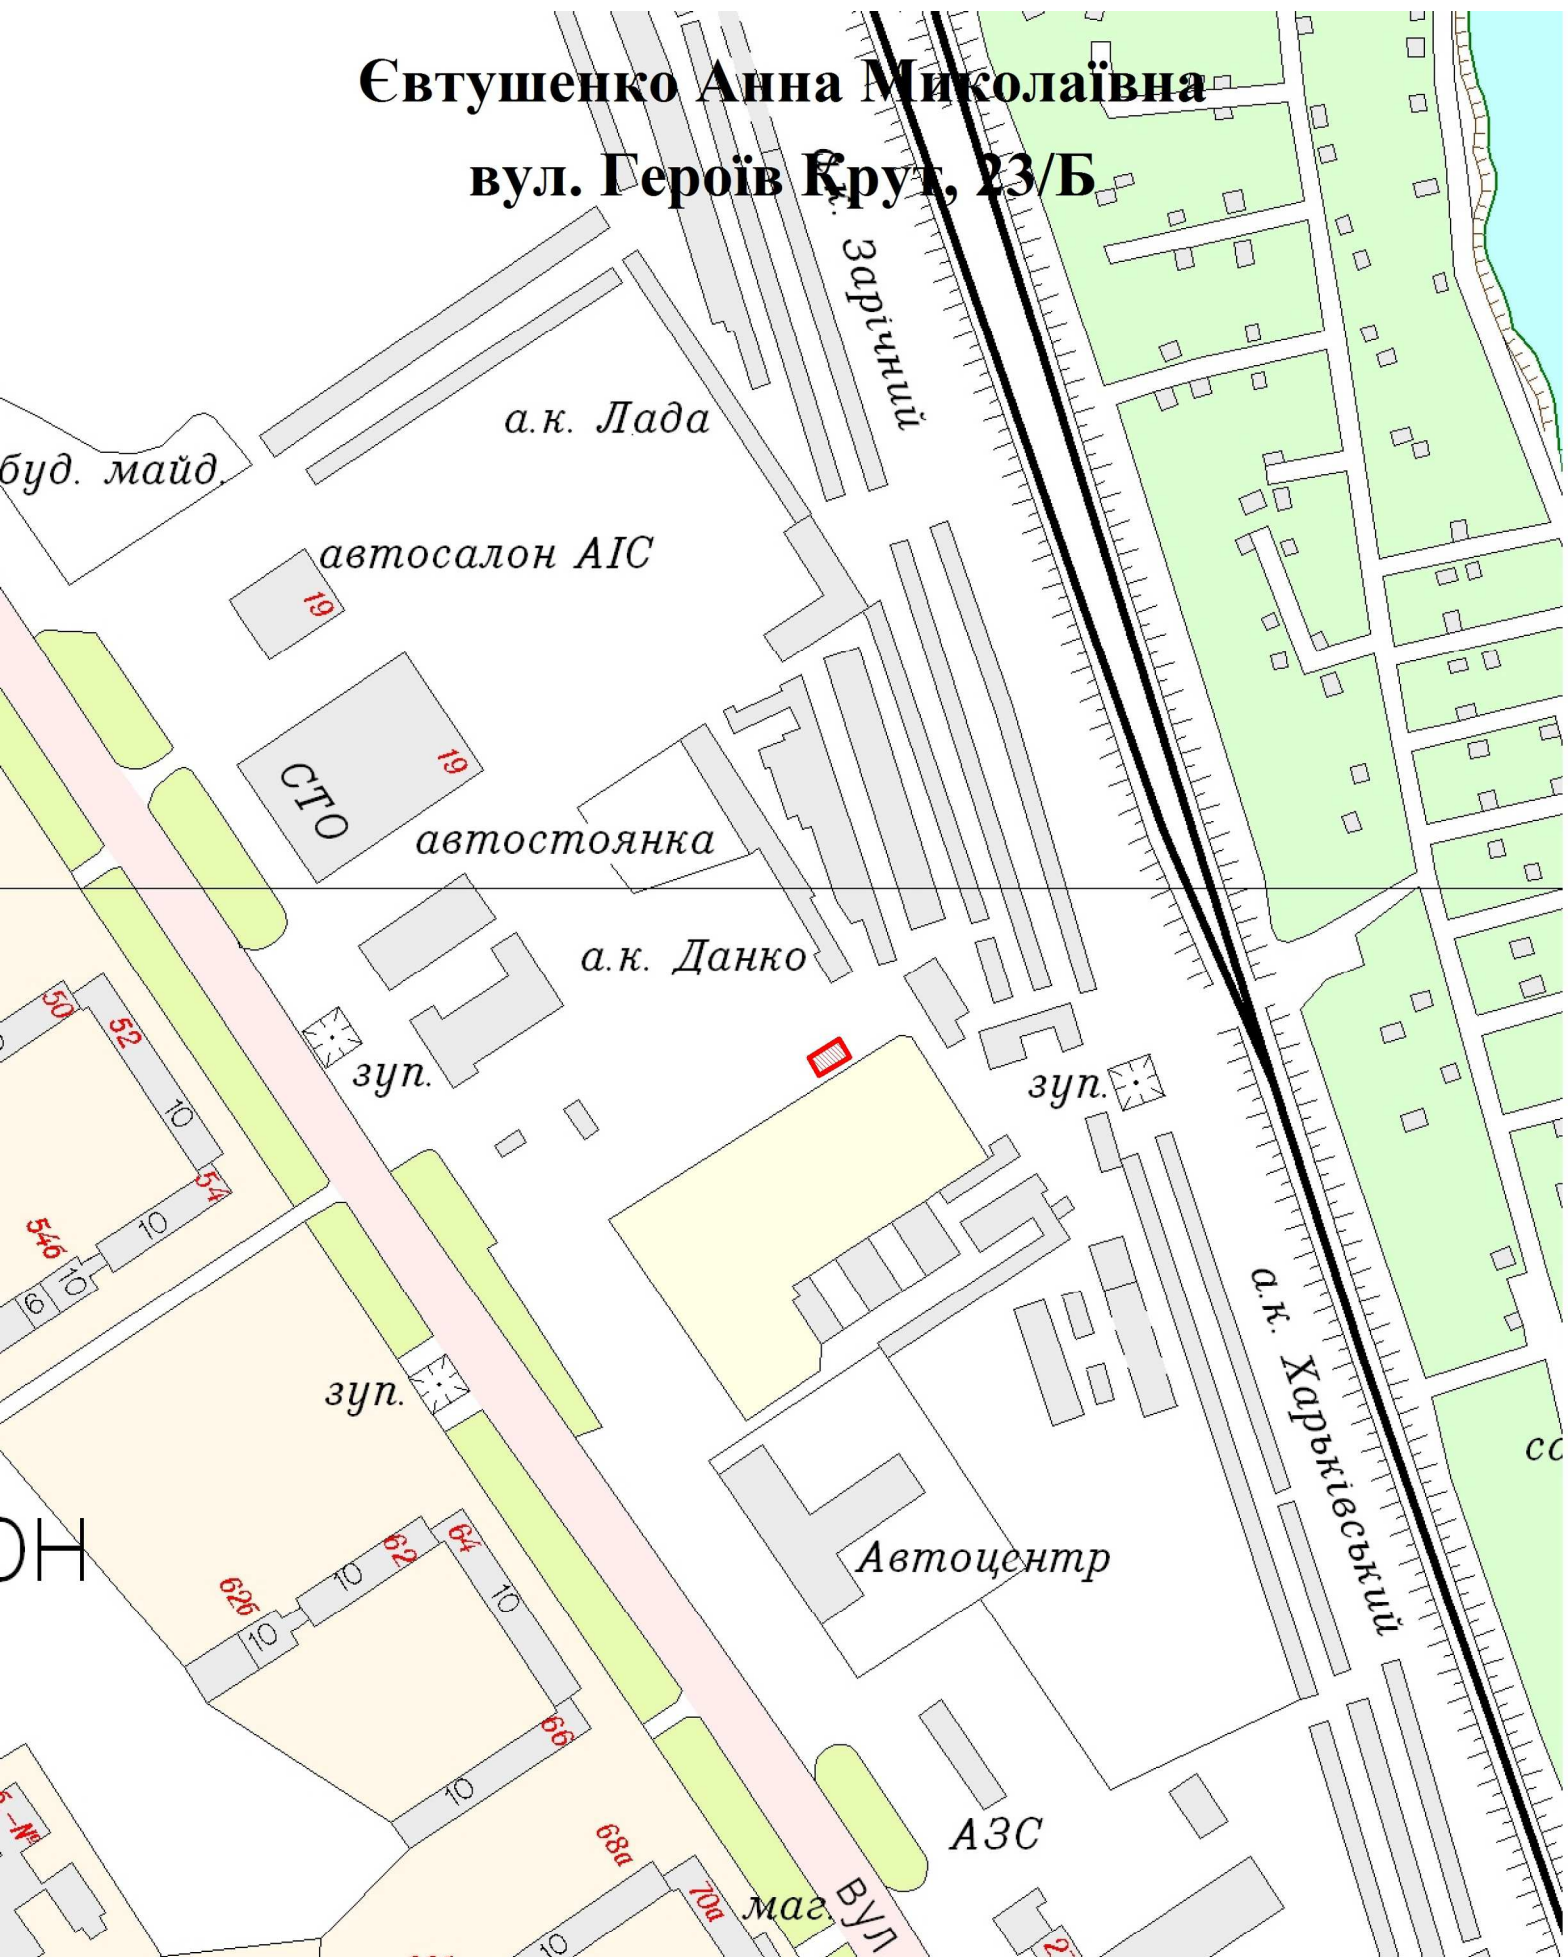 Євтушенко Анна Миколаївна
вул. Героїв Крут, 23/Б
а.к. Зарічний
а.к. Лада
буд. майд.
автосалон АІС
19
19
СТО
автостоянка
а.к. Данко
50
52
зуп.
зуп.
10
54
10
54б
10
6
а.к. Харьківський
зуп.
62
64
10
10
62б
10
Автоцентр
66
10
68а
АЗС
70а
маг.
ВУЛ
10